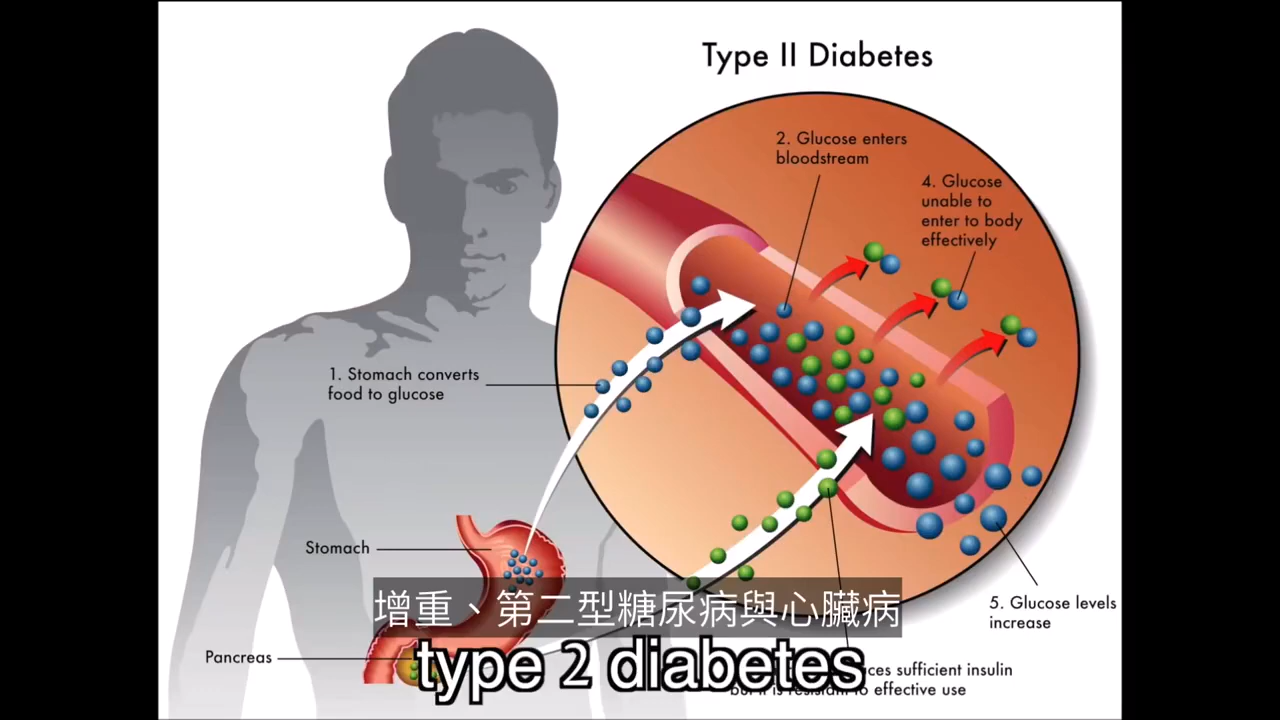 Type II Diabetes
2. Glucose enters
bloodstream
4. Glucose
unable to
enter to body
effectively
1. Stomach converts
food to glucose
Stomach
5. Glucose levels
increase
增重、第二型糖尿病與心臟病
Pancreas
type 2 diabetes
sufficient insulin
effective use